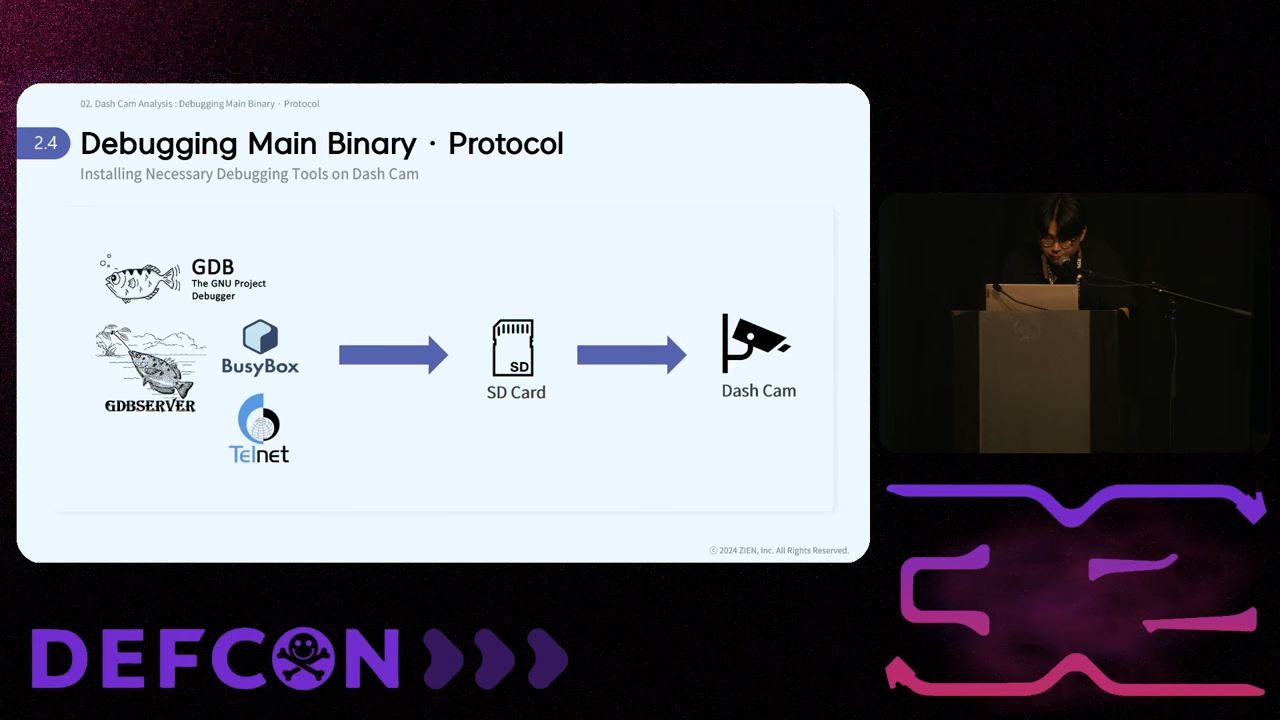 02. Dash Cam Analysis : Debugging Main Binary · Protocol
2.4
Debugging Main Binary · Protocol
Installing Necessary Debugging Tools on Dash Cam
GDB
The GNU Project
Debugger
BusyBox
GDBSERVER
Telnet
SD
SD Card
Dash Cam
ⓒ 2024 ZIEN, Inc. All Rights Reserved.
DEFCON